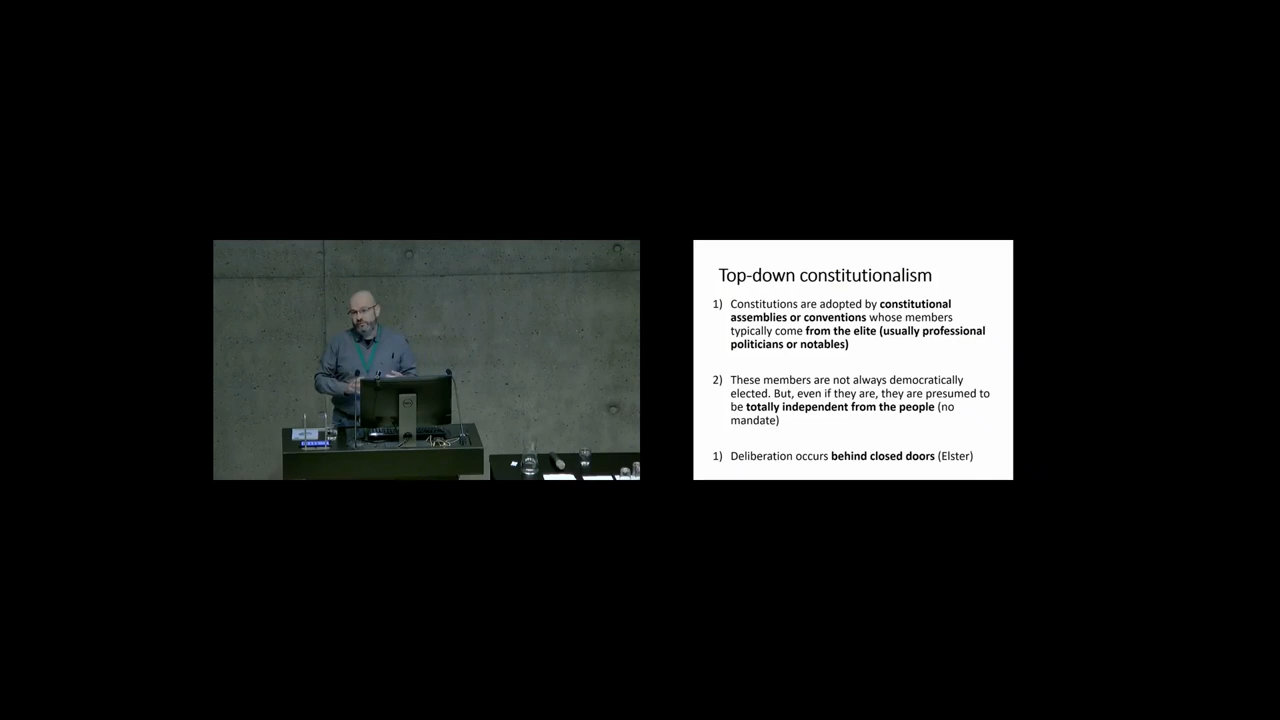 Top-down constitutionalism
1) Constitutions are adopted by constitutional
assemblies or conventions whose members
typically come from the elite (usually professional
politicians or notables)
2) These members are not always democratically
elected. But, even if they are, they are presumed to
be totally independent from the people (no
mandate)
1) Deliberation occurs behind closed doors (Elster)